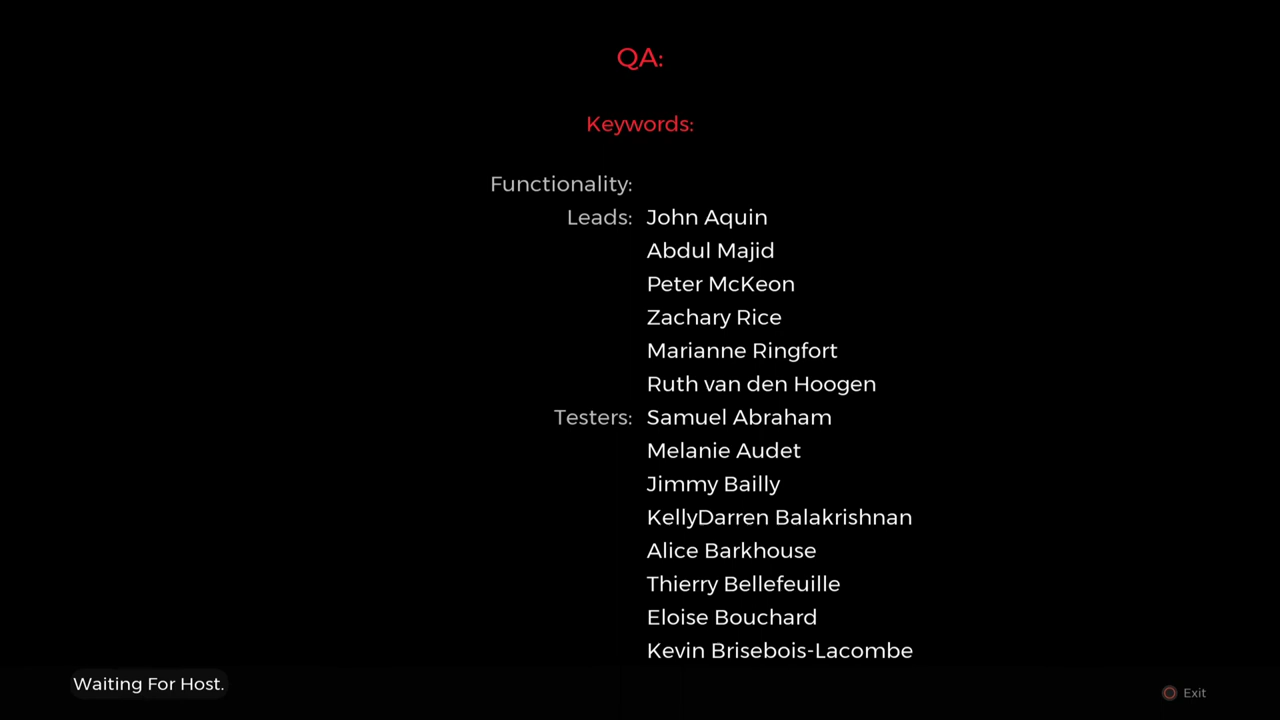 QA:
Keywords:
Functionality:
Leads: John Aquin
Abdul Majid
Peter McKeon
Zachary Rice
Marianne Ringfort
Ruth van den Hoogen
Testers: Samuel Abraham
Melanie Audet
Jimmy Bailly
KellyDarren Balakrishnan
Alice Barkhouse
Thierry Bellefeuille
Eloise Bouchard
Kevin Brisebois-Lacombe
Waiting For Host.
Exit